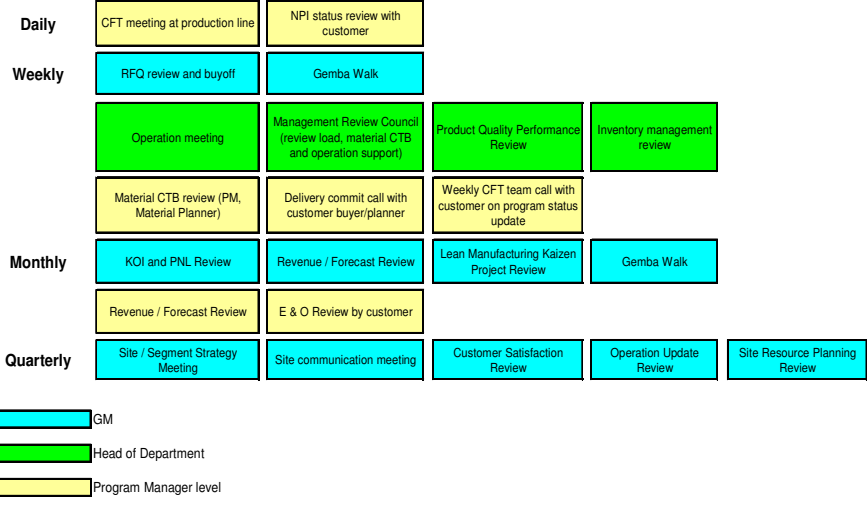 Daily
CFT meeting at production line
NPI status review with
customer
Weekly
RFQ review and buyoff
Gemba Walk
Operation meeting
Management Review Council
(review load, material CTB
and operation support)
Product Quality Performance
Review
Inventory management
review
Material CTB review (PM,
Material Planner)
Delivery commit call with
customer buyer/planner
Weekly CFT team call with
customer on program status
update
Monthly
KOI and PNL Review
Revenue / Forecast Review
Lean Manufacturing Kaizen
Project Review
Gemba Walk
Revenue / Forecast Review
E & O Review by customer
Quarterly
Site / Segment Strategy
Meeting
Site communication meeting
Customer Satisfaction
Review
Operation Update
Review
Site Resource Planning
Review
GM
Head of Department
Program Manager level